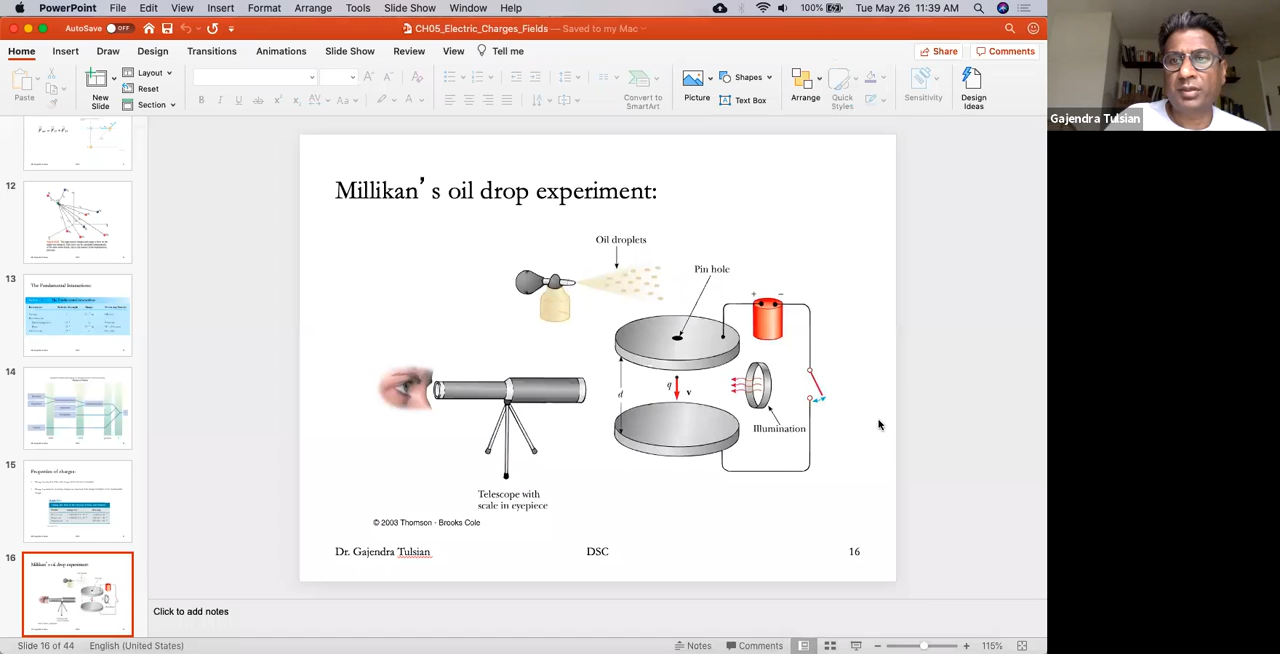 PowerPoint File Edit View Insert Format Arrange Tools Slide Show Window Help 100% Tue May 26 11:39 AM
AutoSave OFF CH05_Electric_Charges_Fields — Saved to my Mac
Home Insert Draw Design Transitions Animations Slide Show Review View Tell me Share Comments
Paste New Slide Layout Reset Section
B I U ab x² x₂ AV Aa A
Convert to SmartArt Picture Shapes Text Box Arrange Quick Styles Sensitivity Design Ideas
Gajendra Tulsian
12
13
The Fundamental Interactions:
14
15
Properties of charges:
16
Millikan's oil drop experiment:
Millikan's oil drop experiment:
Oil droplets
Pin hole
+ −
q v
d
Illumination
Telescope with
scale in eyepiece
© 2003 Thomson - Brooks Cole
Dr. Gajendra Tulsian DSC 16
Click to add notes
Slide 16 of 44 English (United States) Notes Comments 115%